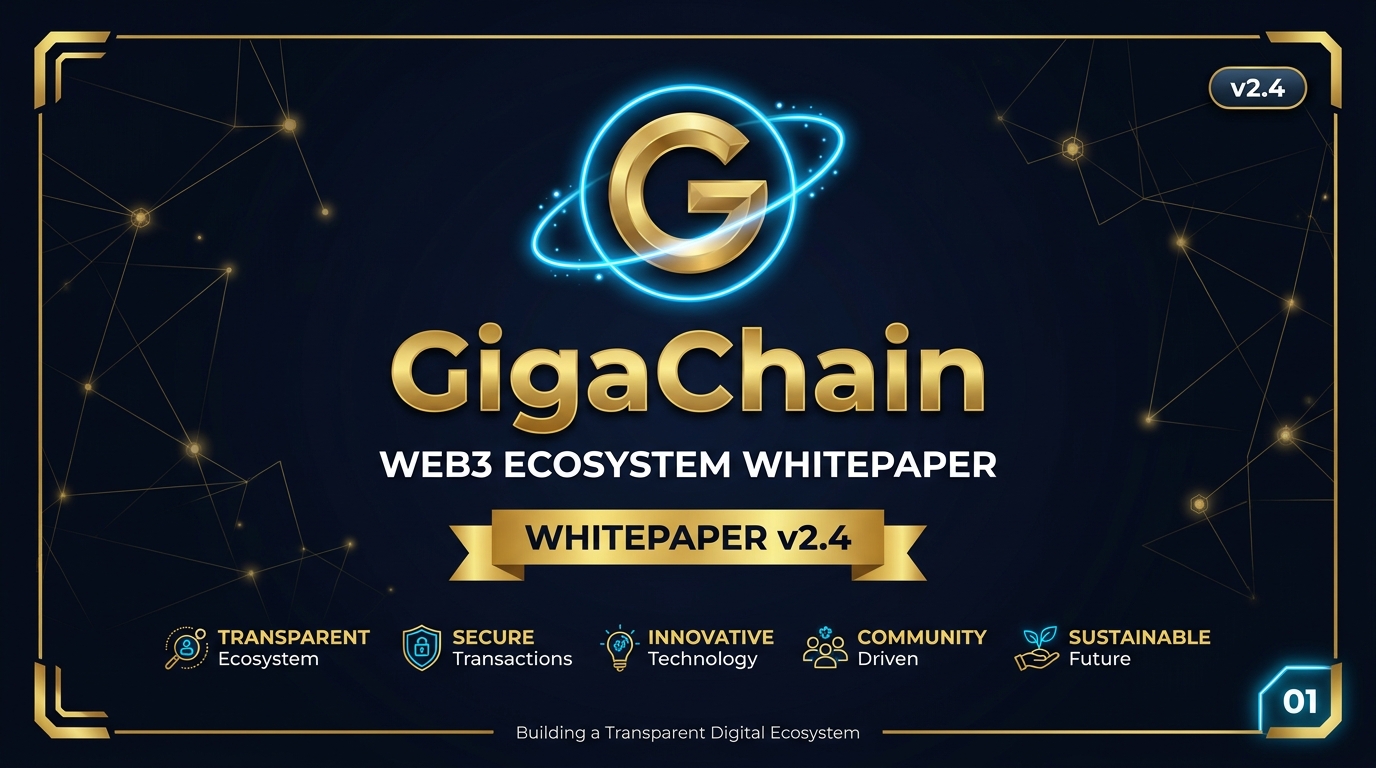 v2.4
G
GigaChain
WEB3 ECOSYSTEM WHITEPAPER
WHITEPAPER v2.4
TRANSPARENT
Ecosystem
SECURE
Transactions
INNOVATIVE
Technology
COMMUNITY
Driven
SUSTAINABLE
Future
01
Building a Transparent Digital Ecosystem